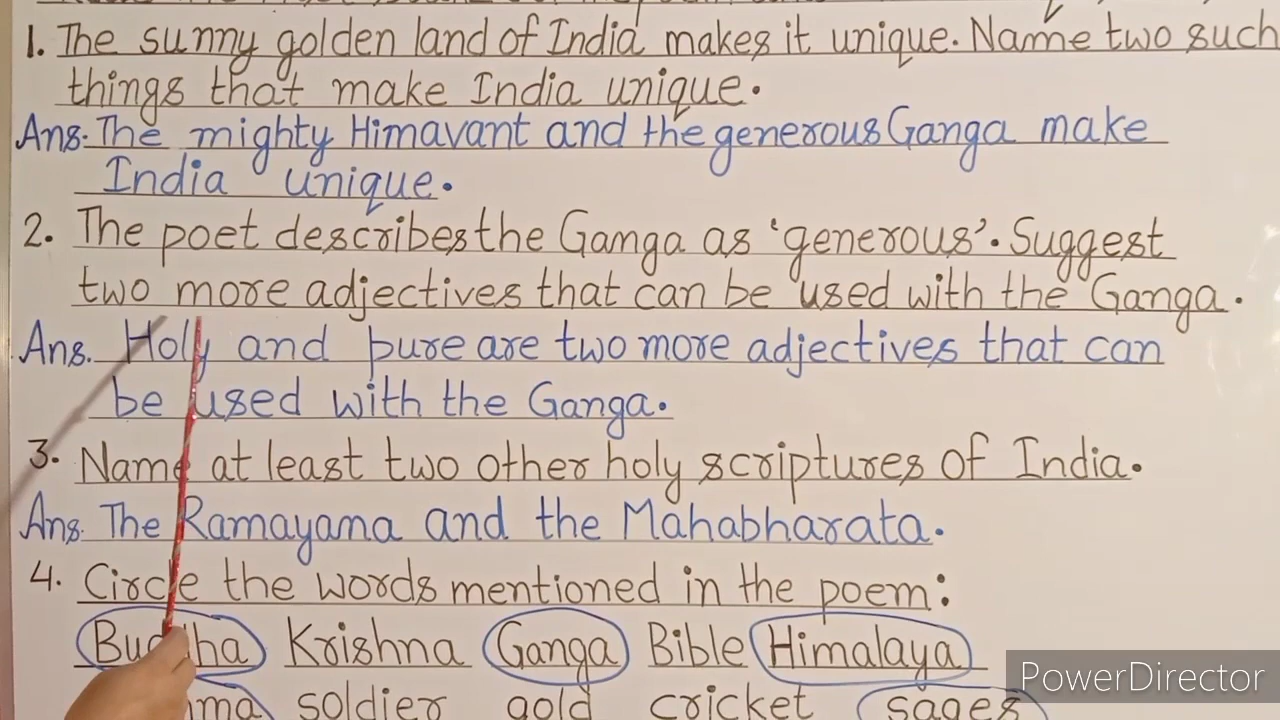 1. The sunny golden land of India makes it unique. Name two such
things that make India unique.
Ans. The mighty Himavant and the generous Ganga make
India unique.
2. The poet describes the Ganga as 'generous'. Suggest
two more adjectives that can be used with the Ganga.
Ans. Holy and pure are two more adjectives that can
be used with the Ganga.
3. Name at least two other holy scriptures of India.
Ans. The Ramayana and the Mahabharata.
4. Circle the words mentioned in the poem:
Buddha Krishna Ganga Bible Himalaya
soldier gold cricket sages
PowerDirector